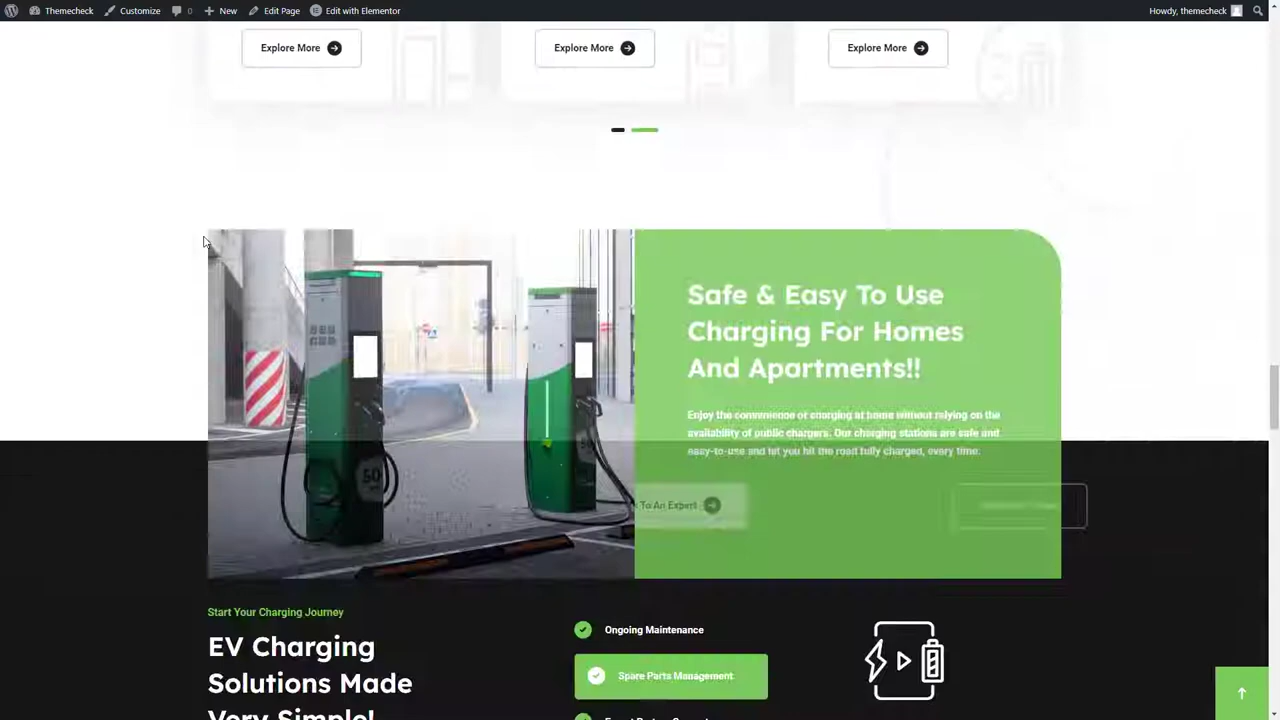 Themecheck Customize 0 New Edit Page Edit with Elementor Howdy, themecheck
Explore More Explore More Explore More
Safe & Easy To Use
Charging For Homes
And Apartments!!
Enjoy the convenience of charging at home without relying on the
availability of public chargers. Our charging stations are safe and
easy-to-use and let you hit the road fully charged, every time.
To An Expert
50
Start Your Charging Journey
EV Charging
Solutions Made
Very Simple!
Ongoing Maintenance
Spare Parts Management